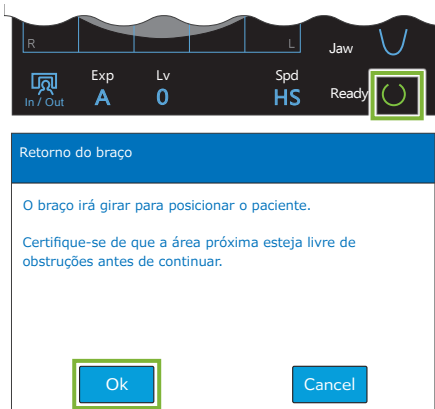 R L Jaw
Exp Lv Spd Ready
In / Out A 0 HS
Retorno do braço
O braço irá girar para posicionar o paciente.
Certifique-se de que a área próxima esteja livre de
obstruções antes de continuar.
Ok Cancel